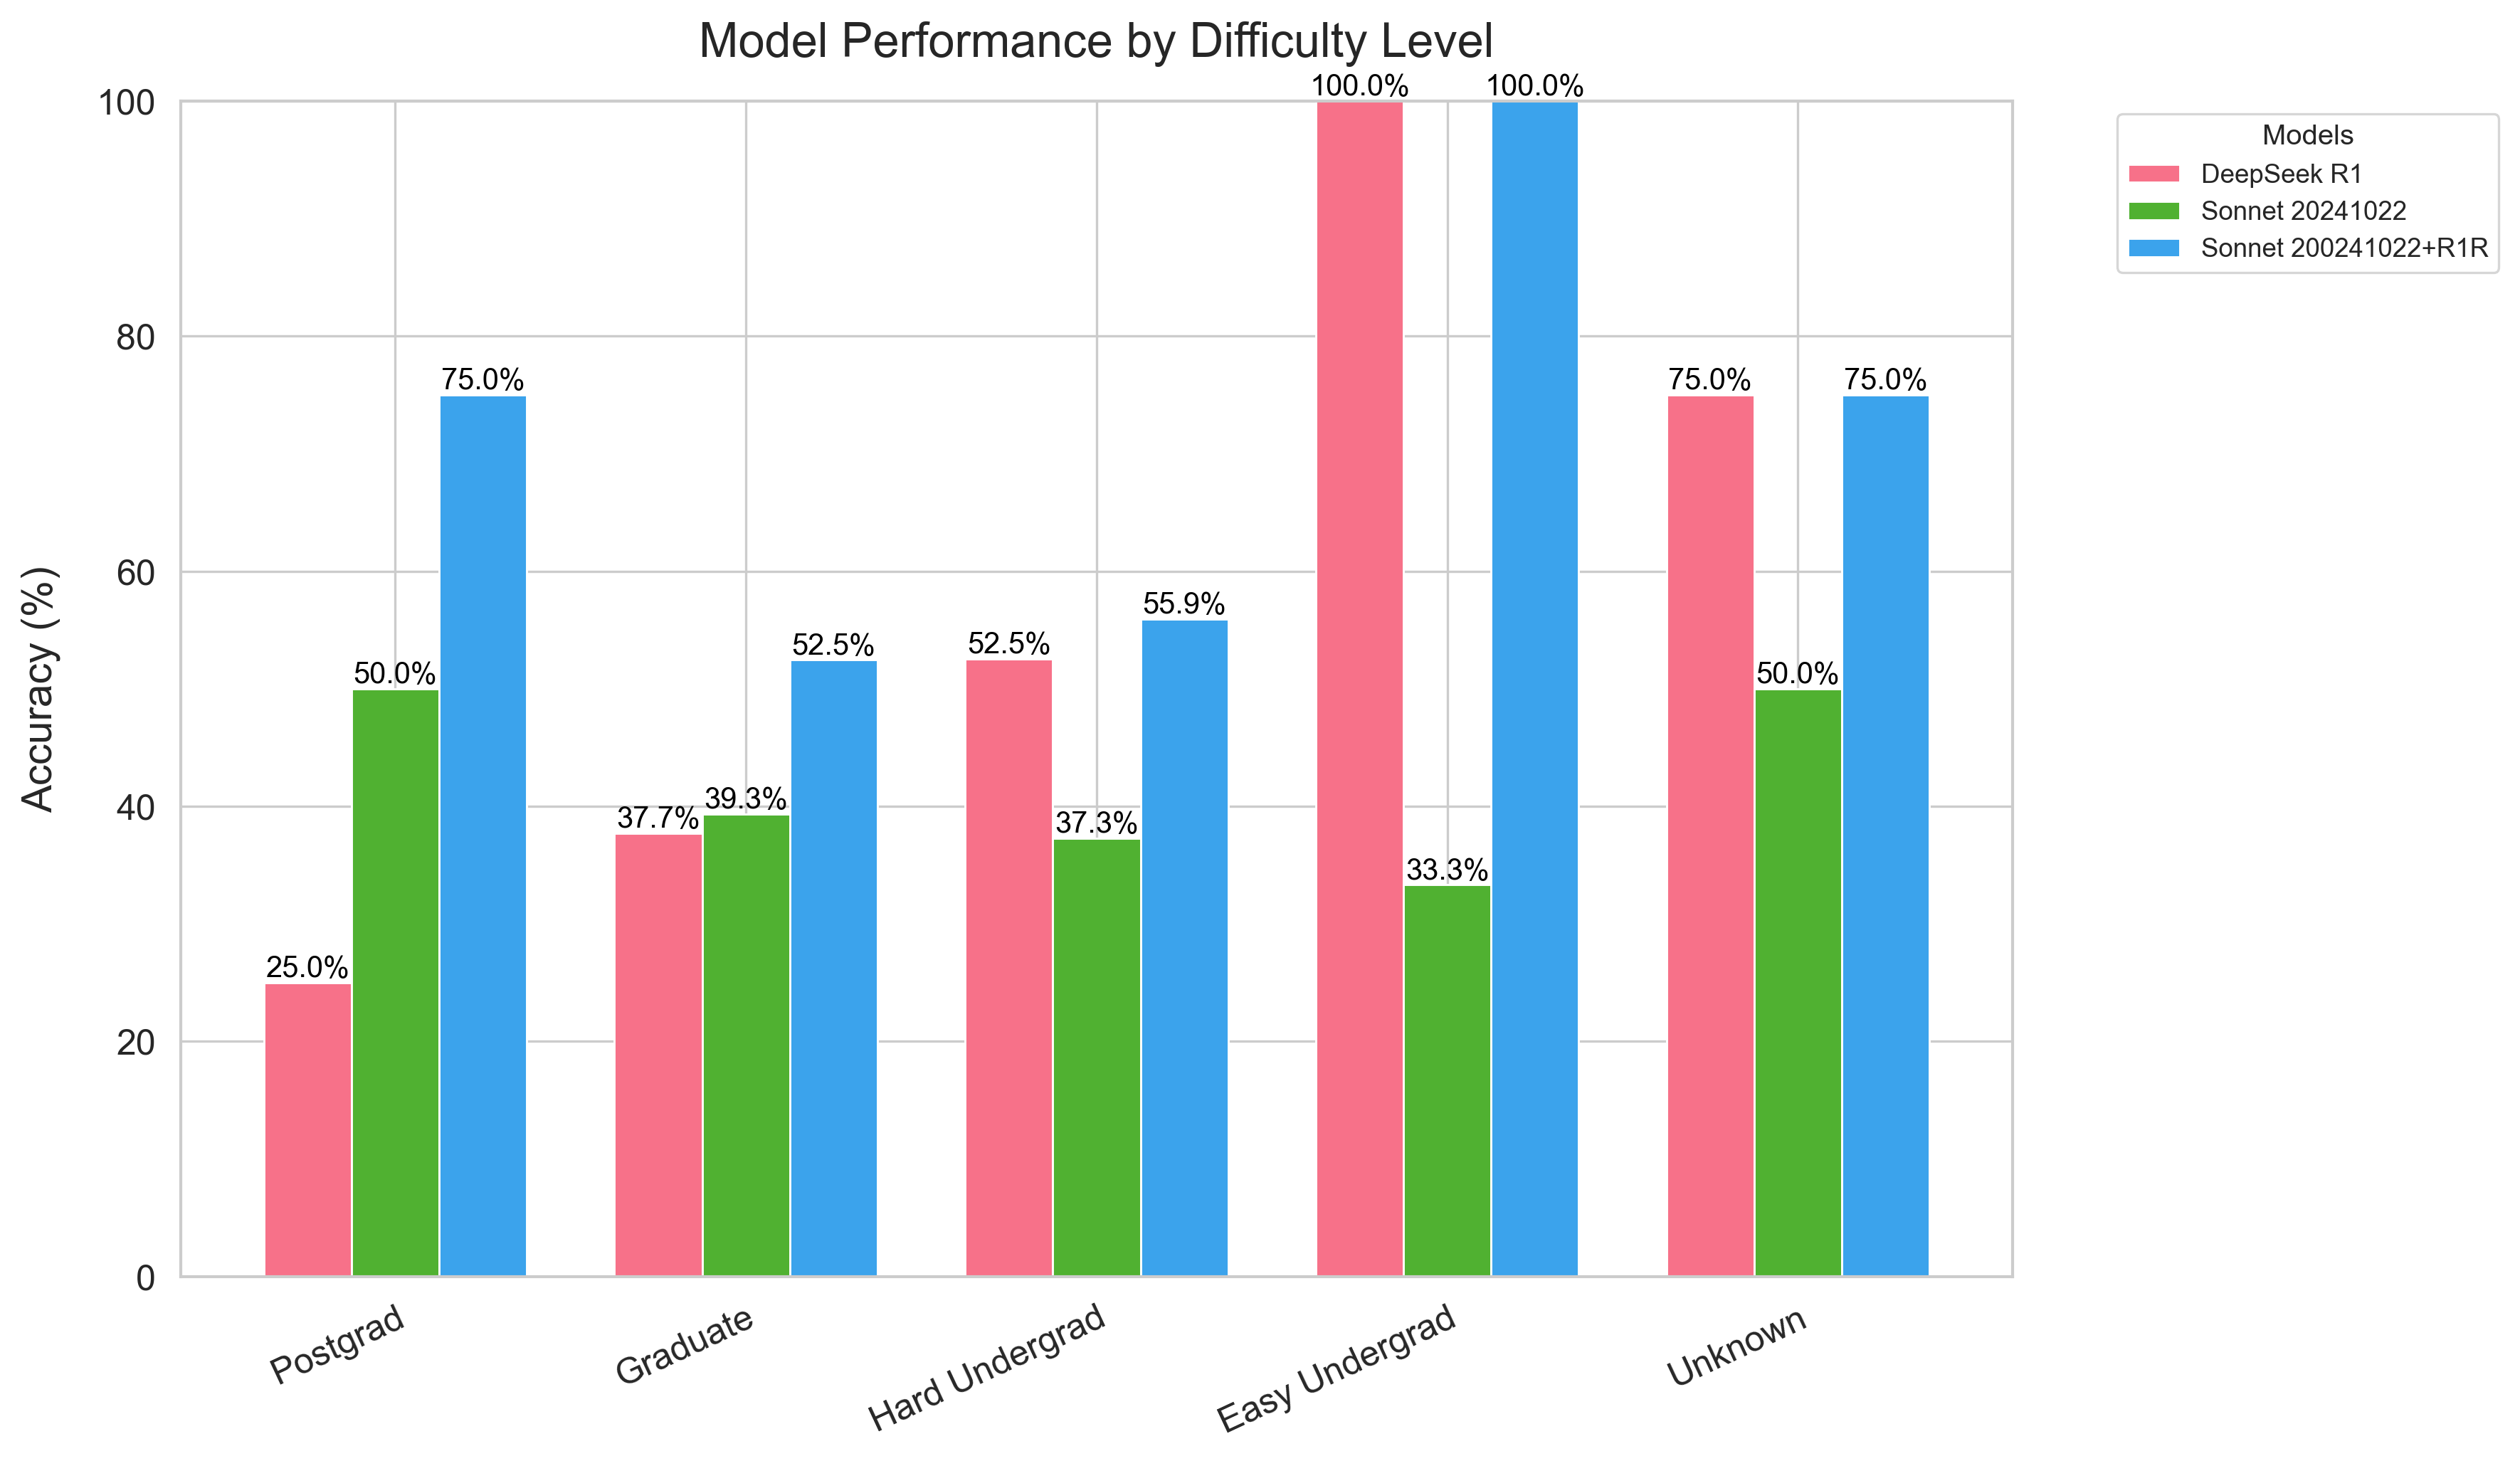 Model Performance by Difficulty Level
Accuracy (%)
100
80
60
40
20
0
25.0%
50.0%
75.0%
37.7%
39.3%
52.5%
52.5%
37.3%
55.9%
100.0%
33.3%
100.0%
75.0%
50.0%
75.0%
Postgrad
Graduate
Hard Undergrad
Easy Undergrad
Unknown
Models
DeepSeek R1
Sonnet 20241022
Sonnet 200241022+R1R